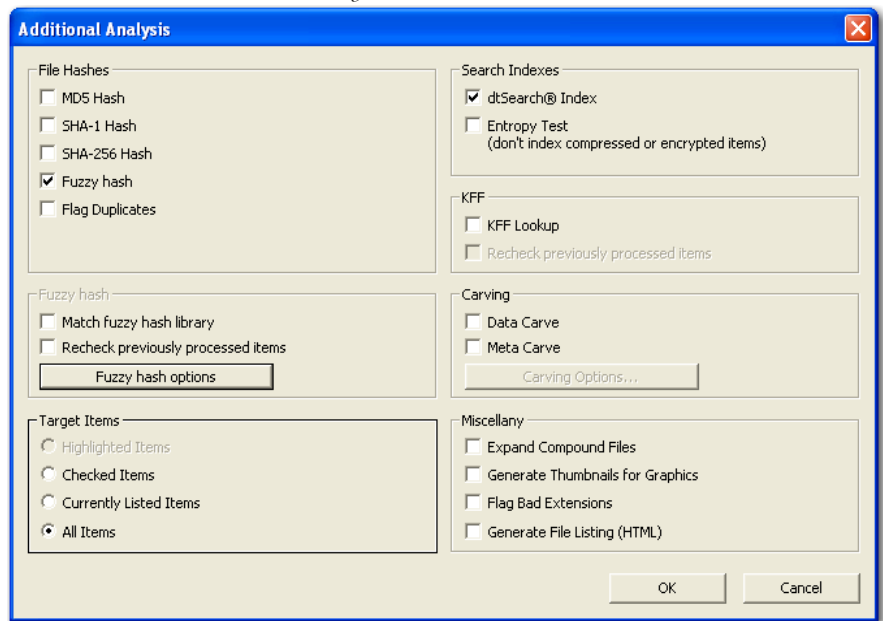 Additional Analysis
File Hashes
MD5 Hash
SHA-1 Hash
SHA-256 Hash
Fuzzy hash
Flag Duplicates
Search Indexes
dtSearch® Index
Entropy Test
(don't index compressed or encrypted items)
KFF
KFF Lookup
Recheck previously processed items
Fuzzy hash
Match fuzzy hash library
Recheck previously processed items
Fuzzy hash options
Carving
Data Carve
Meta Carve
Carving Options...
Target Items
Highlighted Items
Checked Items
Currently Listed Items
All Items
Miscellany
Expand Compound Files
Generate Thumbnails for Graphics
Flag Bad Extensions
Generate File Listing (HTML)
OK
Cancel